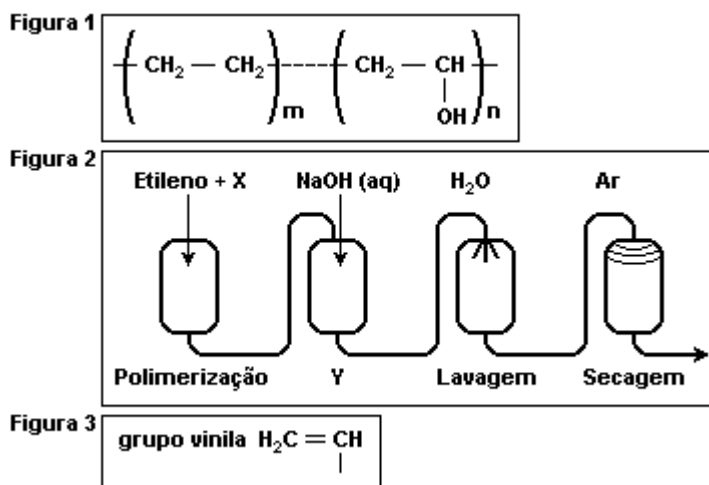 Figura 1
CH₂ — CH₂ m CH₂ — CH OH n
Figura 2
Etileno + X NaOH (aq) H₂O Ar
Polimerização Y Lavagem Secagem
Figura 3
grupo vinila H₂C = CH